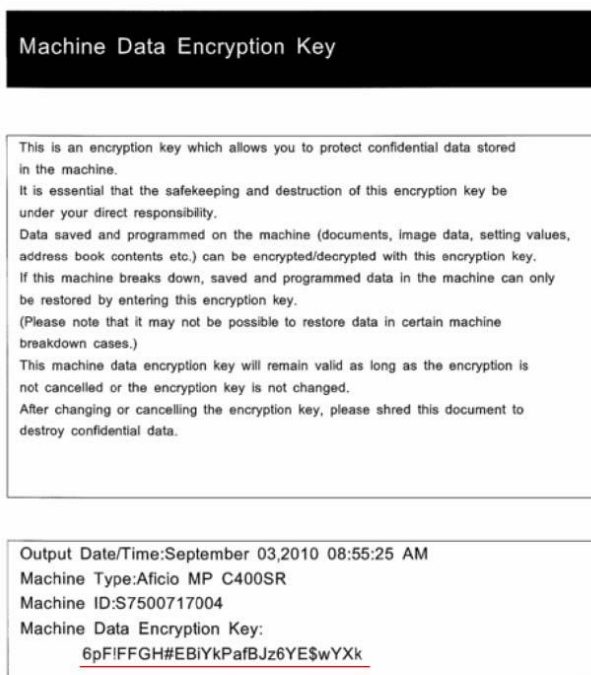 Machine Data Encryption Key
This is an encryption key which allows you to protect confidential data stored
in the machine.
It is essential that the safekeeping and destruction of this encryption key be
under your direct responsibility.
Data saved and programmed on the machine (documents, image data, setting values,
address book contents etc.) can be encrypted/decrypted with this encryption key.
If this machine breaks down, saved and programmed data in the machine can only
be restored by entering this encryption key.
(Please note that it may not be possible to restore data in certain machine
breakdown cases.)
This machine data encryption key will remain valid as long as the encryption is
not cancelled or the encryption key is not changed.
After changing or cancelling the encryption key, please shred this document to
destroy confidential data.
Output Date/Time:September 03,2010 08:55:25 AM
Machine Type:Aficio MP C400SR
Machine ID:S7500717004
Machine Data Encryption Key:
6pF!FFGH#EBiYkPafBJz6YE$wYXk